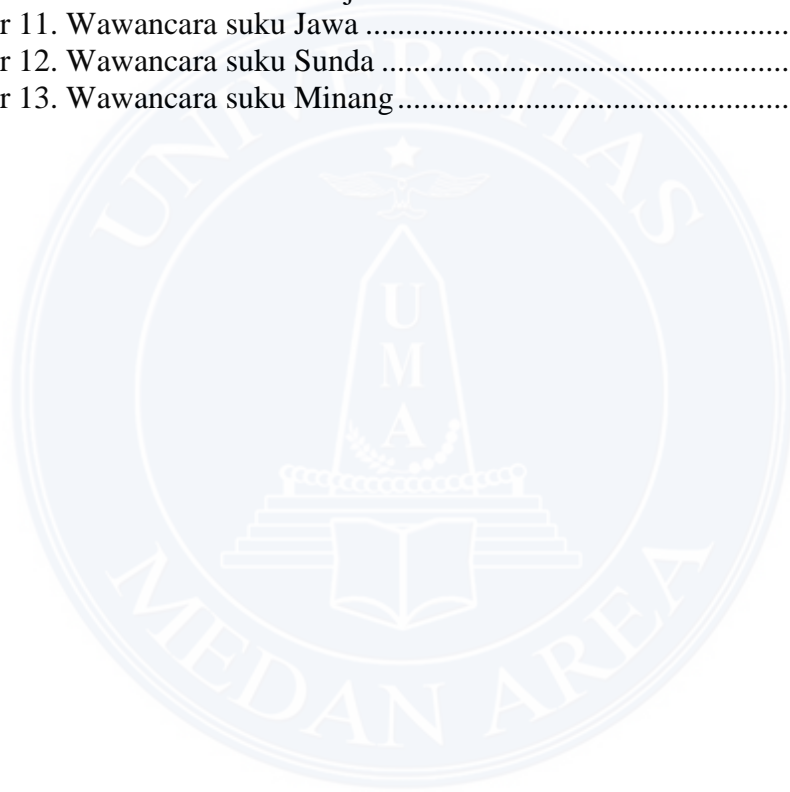 r 11. Wawancara suku Jawa ................................................
r 12. Wawancara suku Sunda ...............................................
r 13. Wawancara suku Minang .............................................
UNIVERSITAS
U
M
A
MEDAN AREA